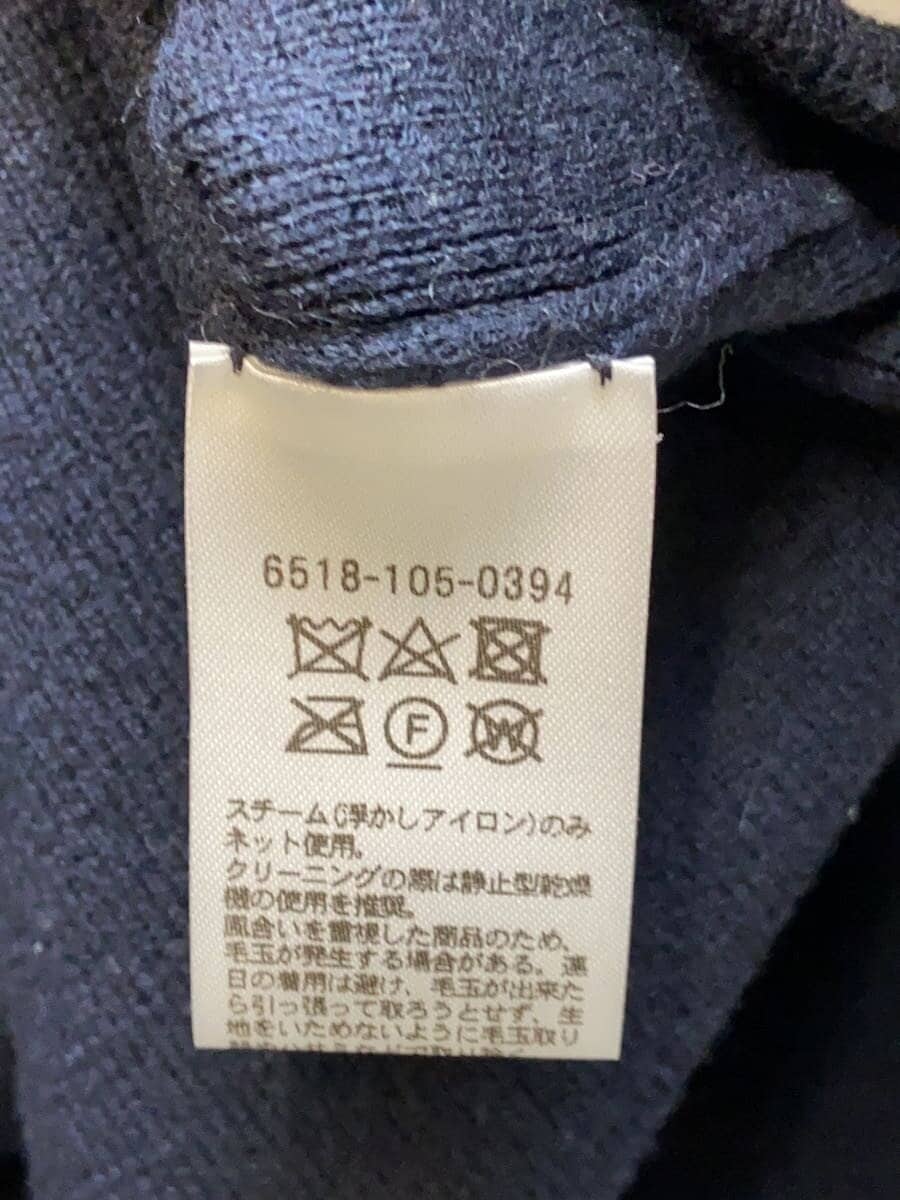 6518-105-0394
F
W
スチーム(浮かしアイロン)のみ
ネット使用。
クリーニングの際は静止型乾燥
機の使用を推奨。
風合いを重視した商品のため、
毛玉が発生する場合がある。連
日の着用は避け、毛玉が出来た
ら引っ張って取ろうとせず、生
地をいためないように毛玉取り